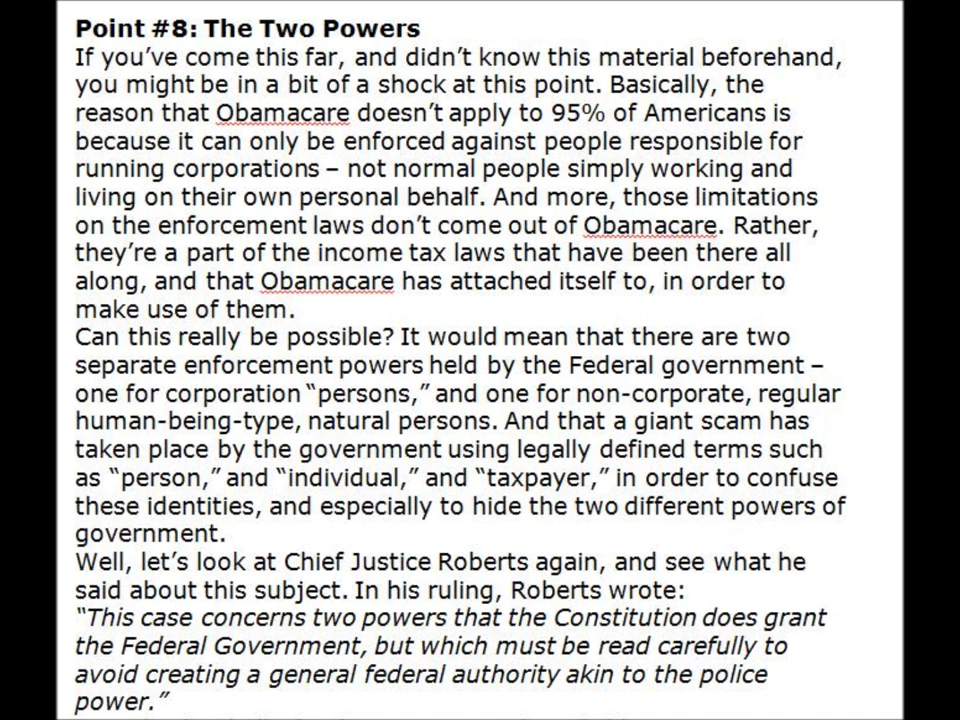 Point #8: The Two Powers
If you’ve come this far, and didn’t know this material beforehand,
you might be in a bit of a shock at this point. Basically, the
reason that Obamacare doesn’t apply to 95% of Americans is
because it can only be enforced against people responsible for
running corporations – not normal people simply working and
living on their own personal behalf. And more, those limitations
on the enforcement laws don’t come out of Obamacare. Rather,
they’re a part of the income tax laws that have been there all
along, and that Obamacare has attached itself to, in order to
make use of them.
Can this really be possible? It would mean that there are two
separate enforcement powers held by the Federal government –
one for corporation “persons,” and one for non-corporate, regular
human-being-type, natural persons. And that a giant scam has
taken place by the government using legally defined terms such
as “person,” and “individual,” and “taxpayer,” in order to confuse
these identities, and especially to hide the two different powers of
government.
Well, let’s look at Chief Justice Roberts again, and see what he
said about this subject. In his ruling, Roberts wrote:
“This case concerns two powers that the Constitution does grant
the Federal Government, but which must be read carefully to
avoid creating a general federal authority akin to the police
power.”